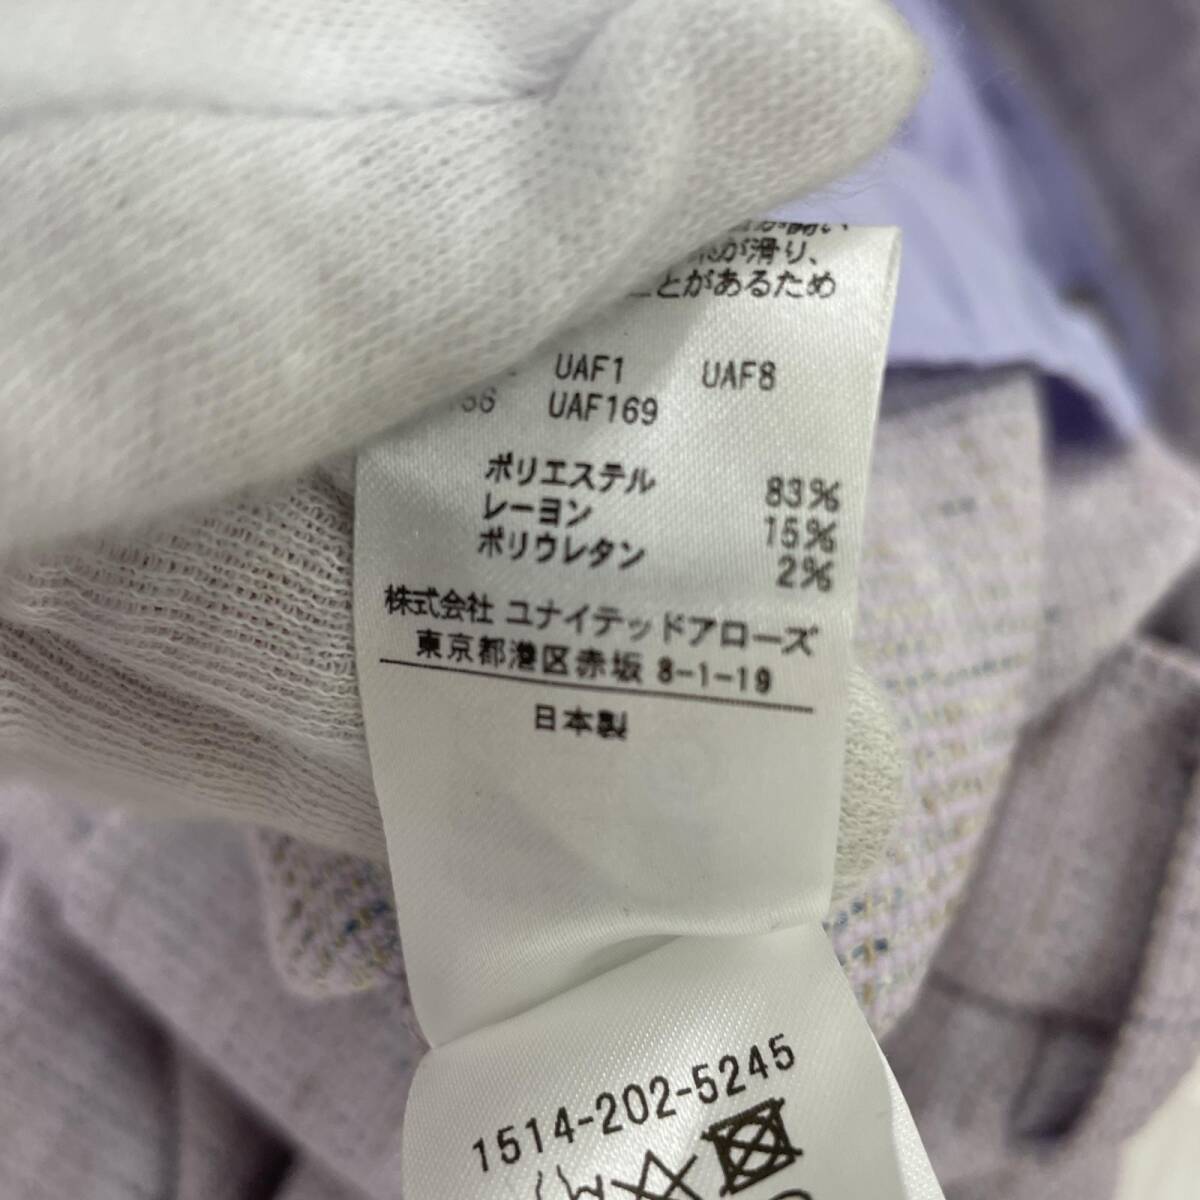 が滑り、
とがあるため
UAF1 UAF8
UAF169
ポリエステル 83%
レーヨン 15%
ポリウレタン 2%
株式会社 ユナイテッドアローズ
東京都港区赤坂 8-1-19
日本製
1514-202-5245